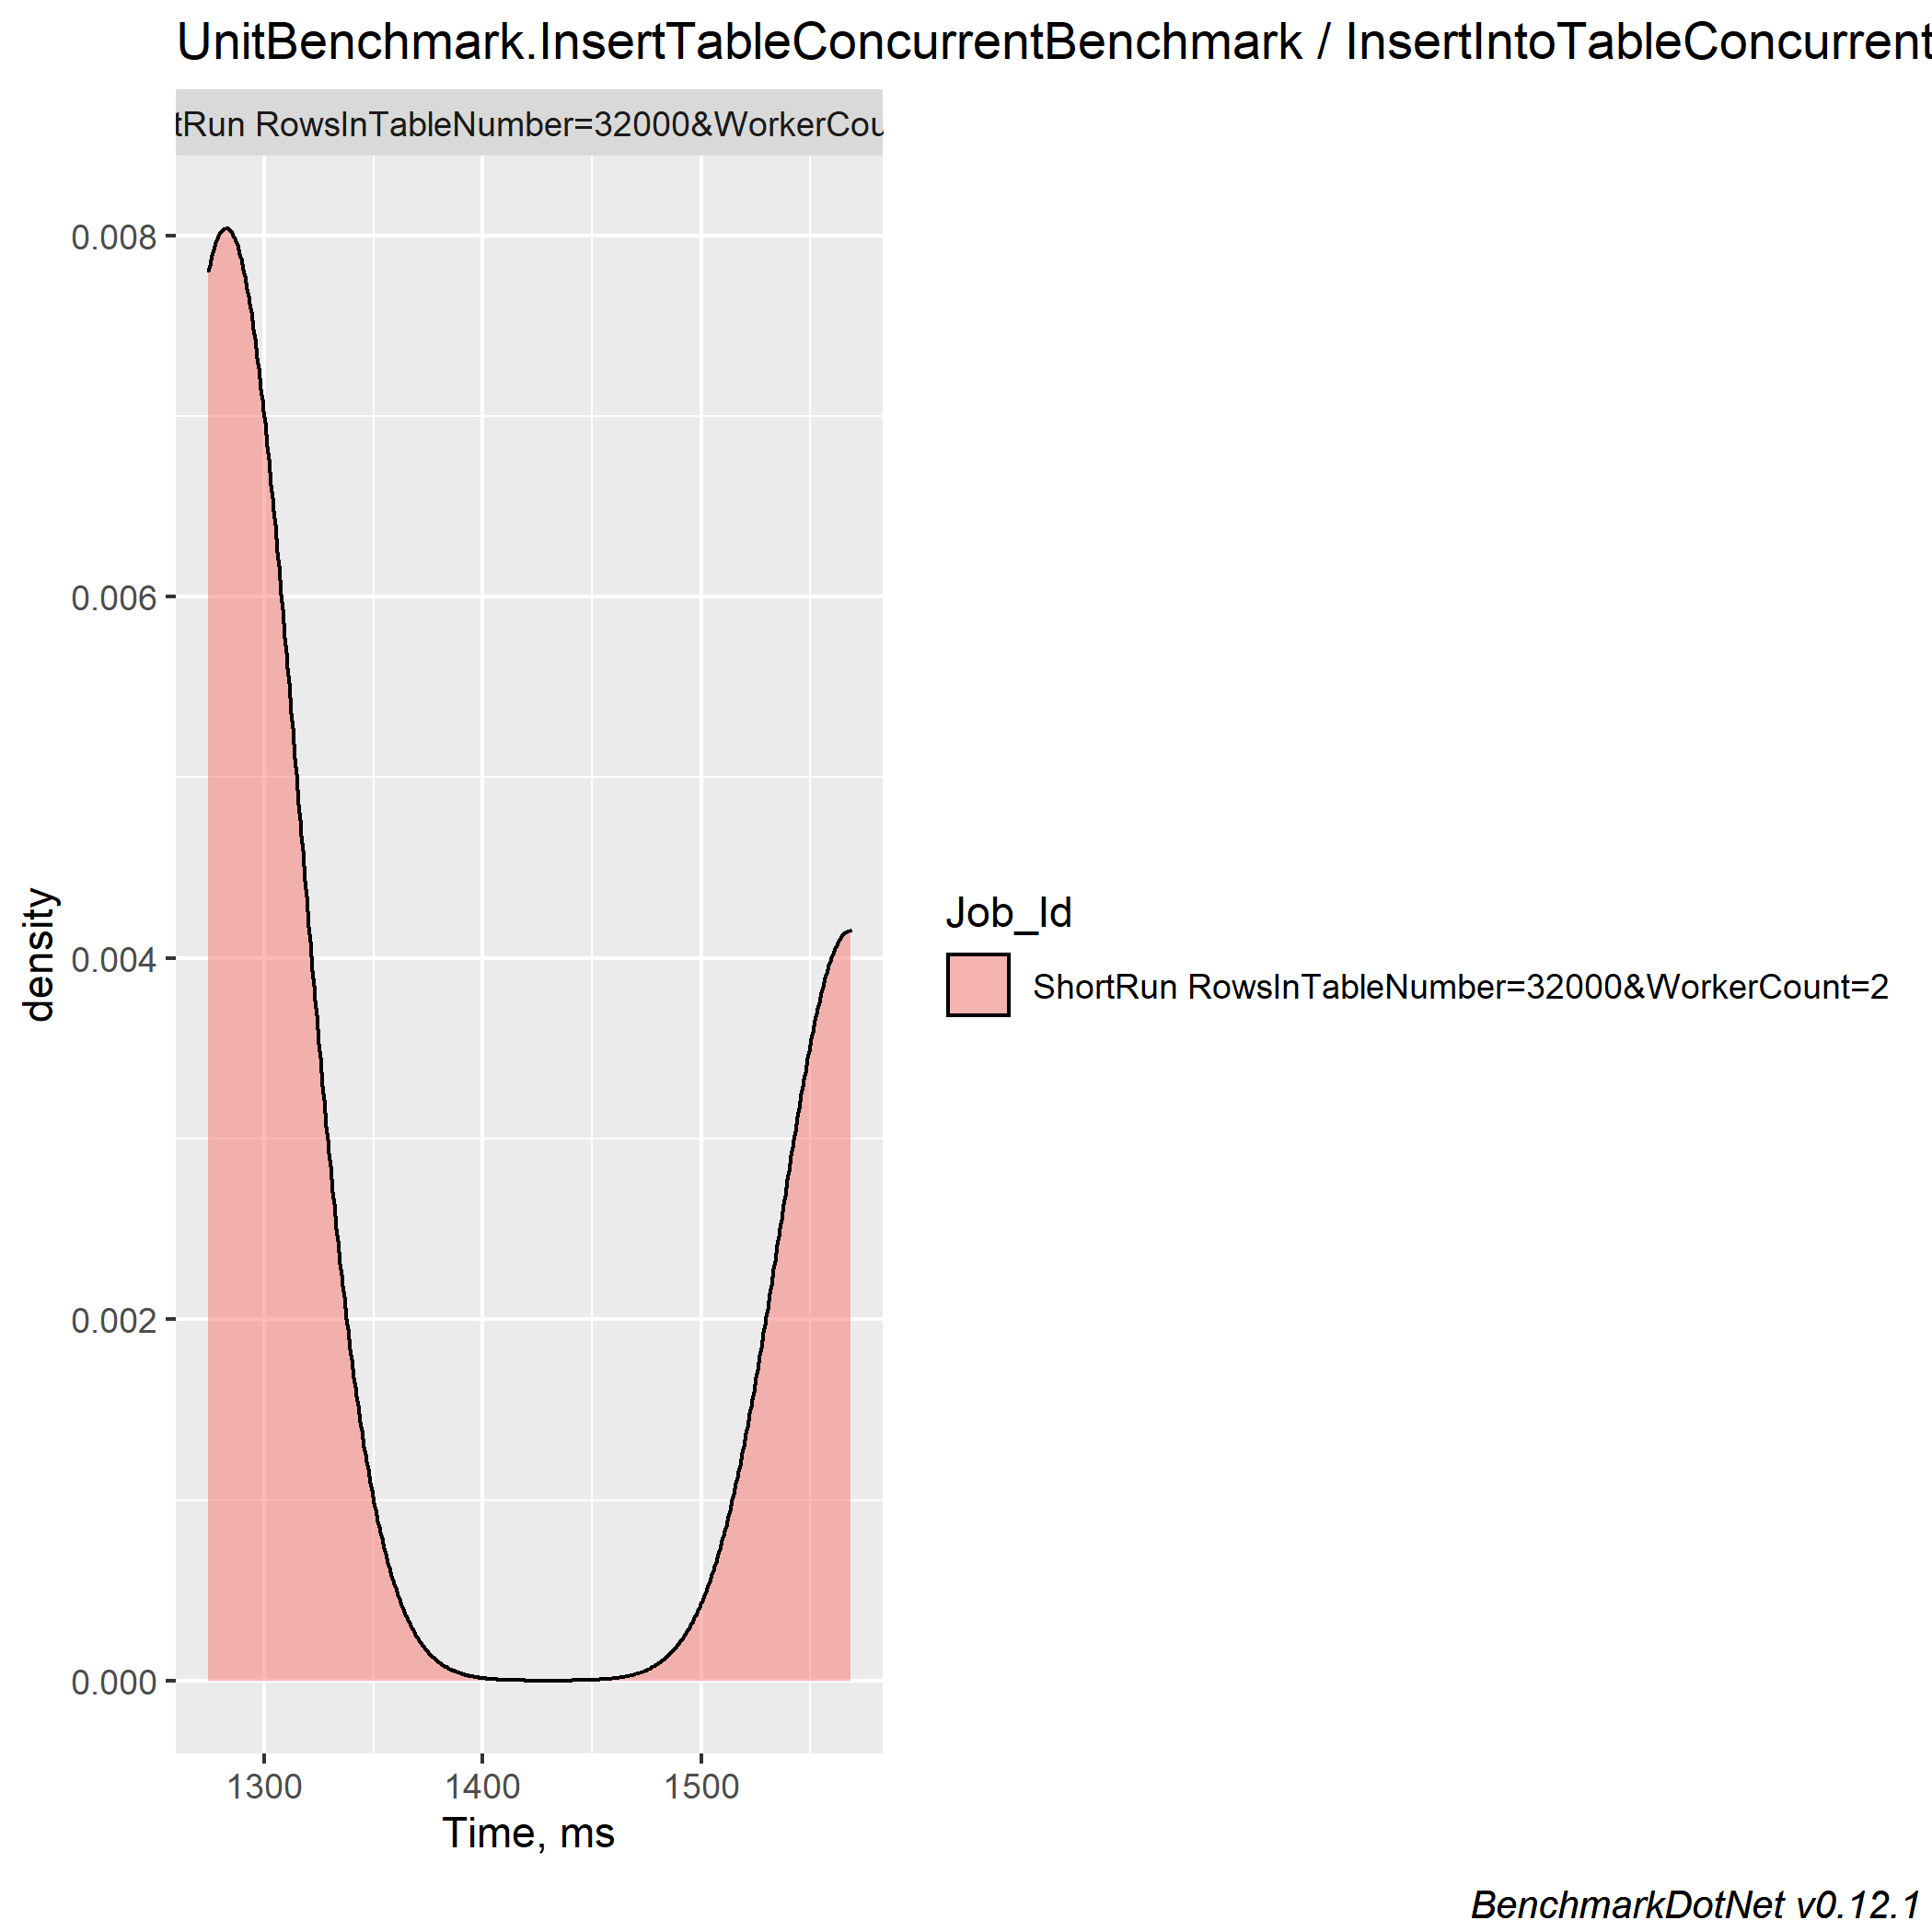 UnitBenchmark.InsertTableConcurrentBenchmark / InsertIntoTableConcurrent
tRun RowsInTableNumber=32000&WorkerCou
0.008
0.006
0.004
0.002
0.000
density
1300 1400 1500
Time, ms
Job_Id
ShortRun RowsInTableNumber=32000&WorkerCount=2
BenchmarkDotNet v0.12.1